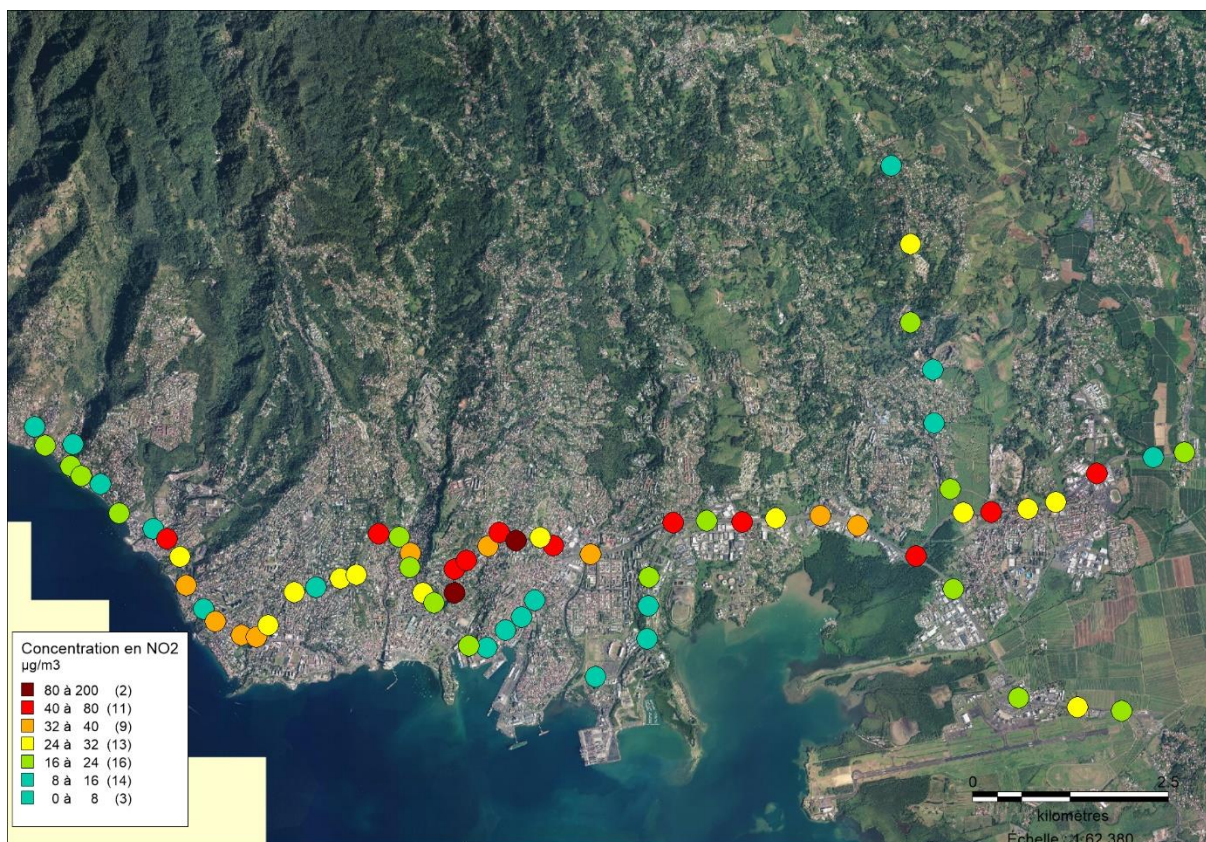 Concentration en NO2
µg/m3
80 à 200 (2)
40 à 80 (11)
32 à 40 (9)
24 à 32 (13)
16 à 24 (16)
8 à 16 (14)
0 à 8 (3)
0 2.5
kilomètres
Échelle : 1:62 380